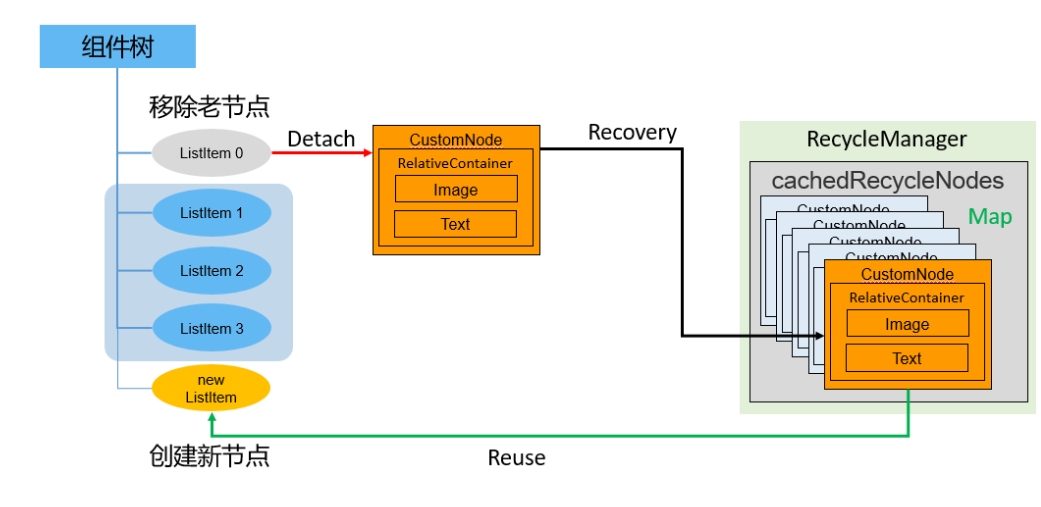 组件树
移除老节点
ListItem 0
Detach
CustomNode
RelativeContainer
Image
Text
Recovery
RecycleManager
cachedRecycleNodes
Map
CustomNode
CustomNode
CustomNode
CustomNode
CustomNode
RelativeContainer
Image
Text
ListItem 1
ListItem 2
ListItem 3
new
ListItem
创建新节点
Reuse